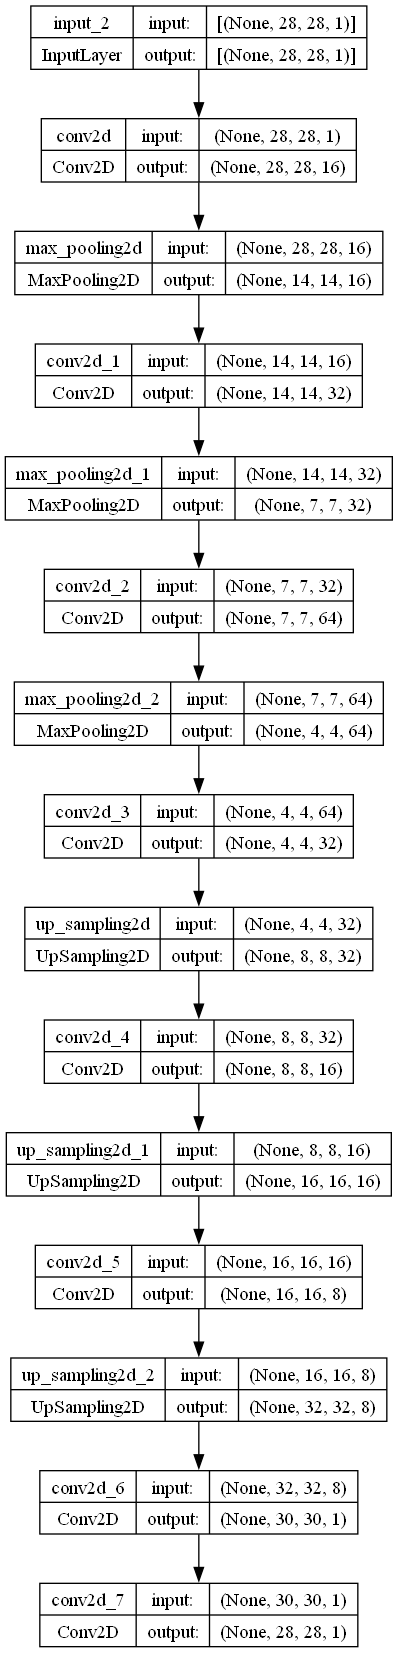 input_2 input: [(None, 28, 28, 1)]
InputLayer output: [(None, 28, 28, 1)]
conv2d input: (None, 28, 28, 1)
Conv2D output: (None, 28, 28, 16)
max_pooling2d input: (None, 28, 28, 16)
MaxPooling2D output: (None, 14, 14, 16)
conv2d_1 input: (None, 14, 14, 16)
Conv2D output: (None, 14, 14, 32)
max_pooling2d_1 input: (None, 14, 14, 32)
MaxPooling2D output: (None, 7, 7, 32)
conv2d_2 input: (None, 7, 7, 32)
Conv2D output: (None, 7, 7, 64)
max_pooling2d_2 input: (None, 7, 7, 64)
MaxPooling2D output: (None, 4, 4, 64)
conv2d_3 input: (None, 4, 4, 64)
Conv2D output: (None, 4, 4, 32)
up_sampling2d input: (None, 4, 4, 32)
UpSampling2D output: (None, 8, 8, 32)
conv2d_4 input: (None, 8, 8, 32)
Conv2D output: (None, 8, 8, 16)
up_sampling2d_1 input: (None, 8, 8, 16)
UpSampling2D output: (None, 16, 16, 16)
conv2d_5 input: (None, 16, 16, 16)
Conv2D output: (None, 16, 16, 8)
up_sampling2d_2 input: (None, 16, 16, 8)
UpSampling2D output: (None, 32, 32, 8)
conv2d_6 input: (None, 32, 32, 8)
Conv2D output: (None, 30, 30, 1)
conv2d_7 input: (None, 30, 30, 1)
Conv2D output: (None, 28, 28, 1)